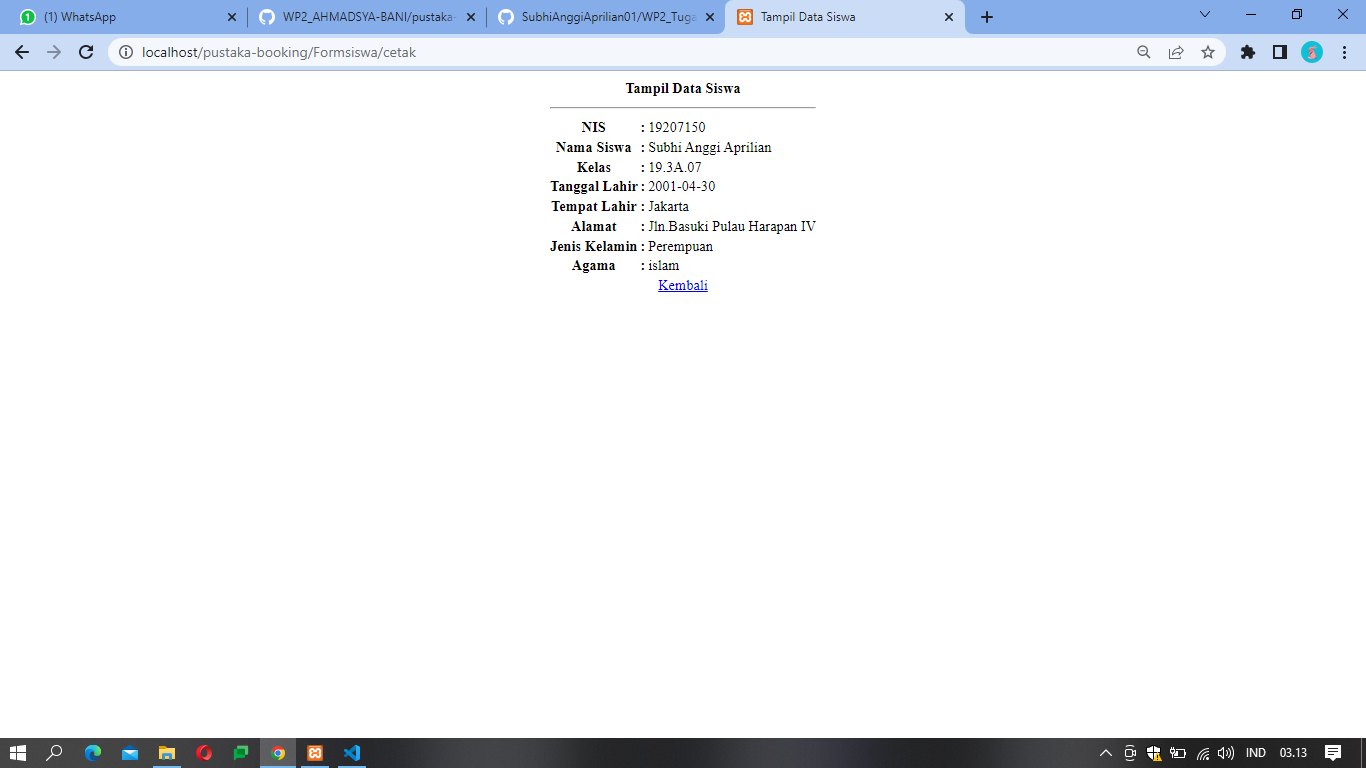 (1) WhatsApp
WP2_AHMADSYA-BANI/pustaka-
SubhiAnggiAprilian01/WP2_Tuga
Tampil Data Siswa
localhost/pustaka-booking/Formsiswa/cetak
Tampil Data Siswa
NIS : 19207150
Nama Siswa : Subhi Anggi Aprilian
Kelas : 19.3A.07
Tanggal Lahir : 2001-04-30
Tempat Lahir : Jakarta
Alamat : Jln.Basuki Pulau Harapan IV
Jenis Kelamin : Perempuan
Agama : islam
Kembali
IND 03.13